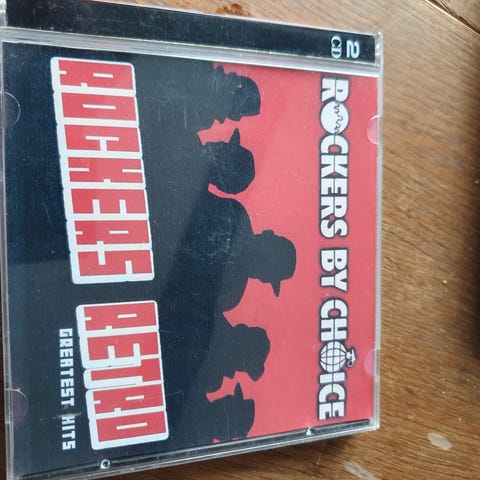 2
CD
ROCKERS BY CHOICE
ROCKERS RETRO
GREATEST HITS